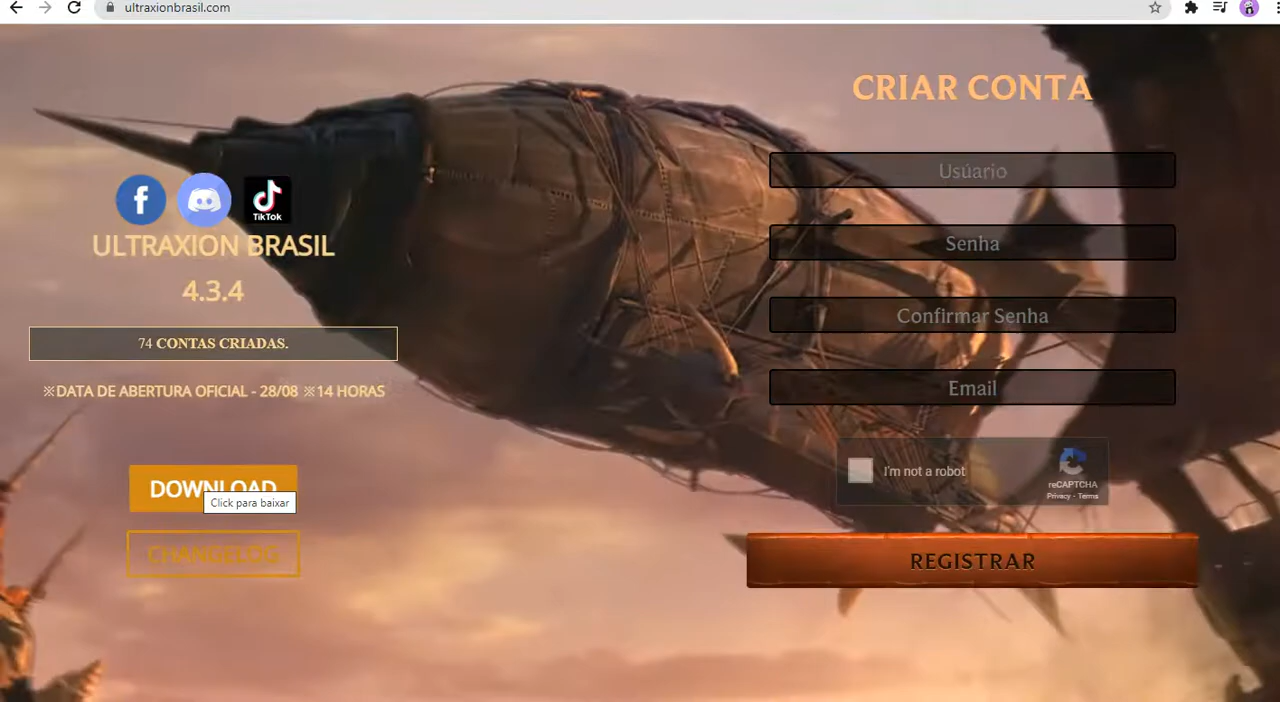 ultraxionbrasil.com
CRIAR CONTA
Usúario
Senha
Confirmar Senha
Email
I'm not a robot
reCAPTCHA
Privacy - Terms
REGISTRAR
TikTok
ULTRAXION BRASIL
4.3.4
74 CONTAS CRIADAS.
※DATA DE ABERTURA OFICIAL - 28/08 ※14 HORAS
DOWNLOAD
Click para baixar
CHANGELOG